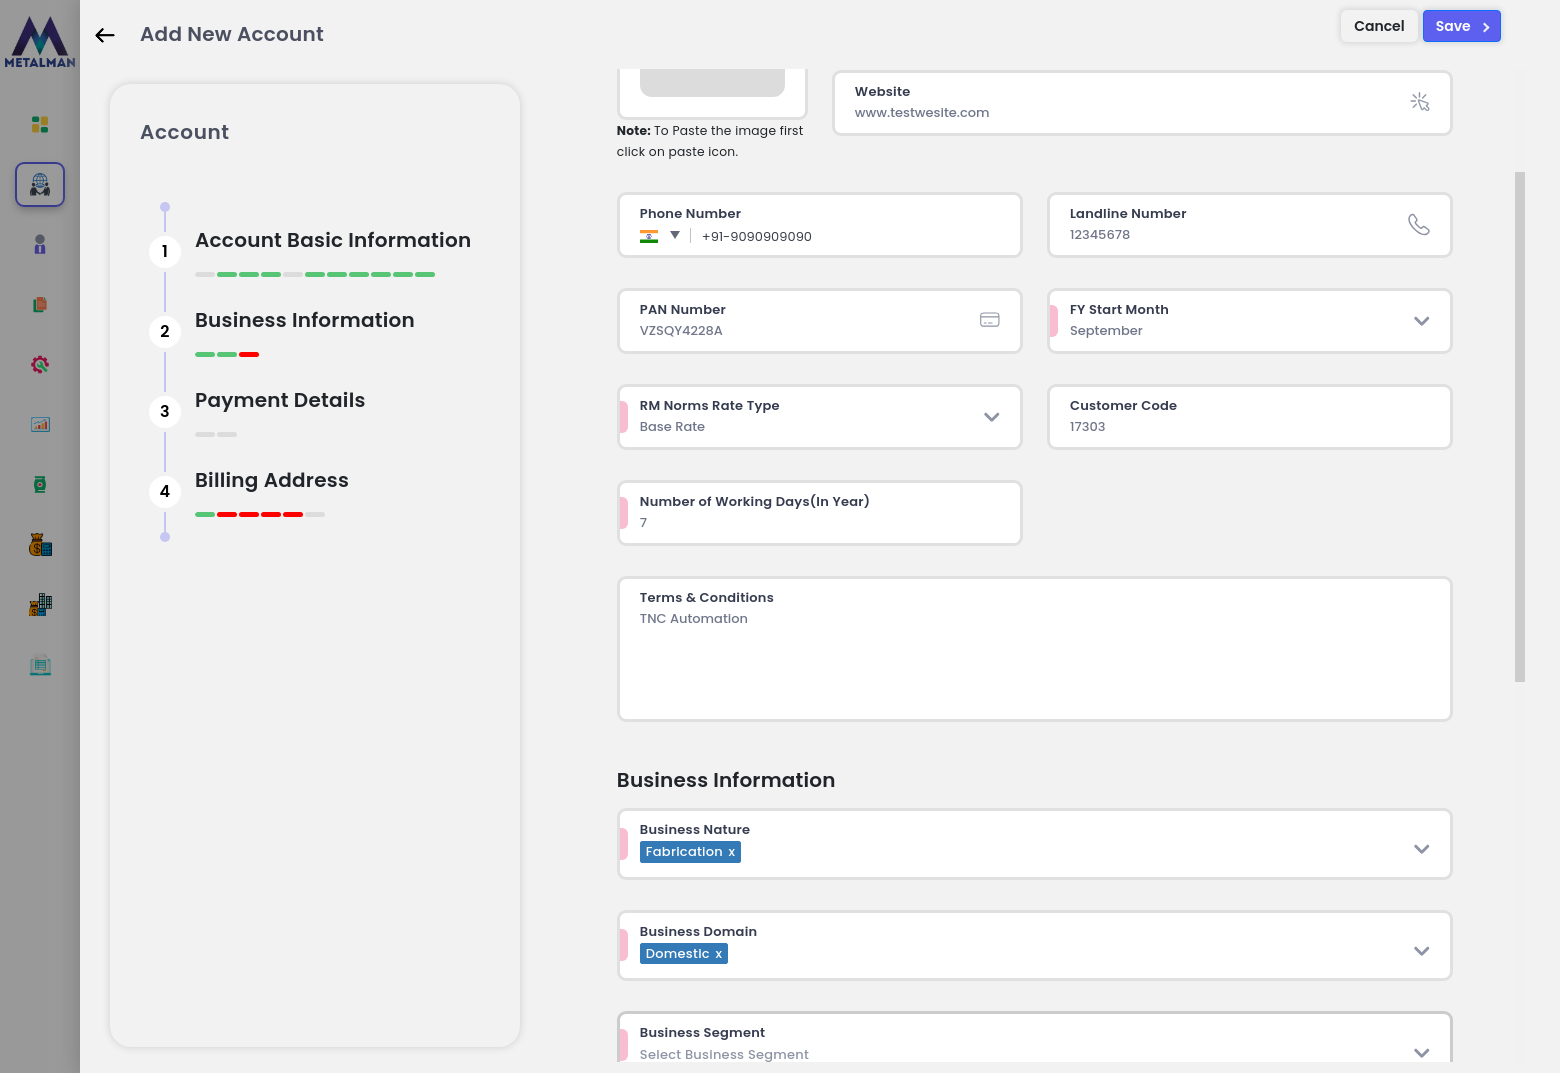 METALMAN
Add New Account
Cancel
Save
Account
1
Account Basic Information
2
Business Information
3
Payment Details
4
Billing Address
Website
www.testwesite.com
Note: To Paste the image first
click on paste icon.
Phone Number
+91-9090909090
Landline Number
12345678
PAN Number
VZSQY4228A
FY Start Month
September
RM Norms Rate Type
Base Rate
Customer Code
17303
Number of Working Days(In Year)
7
Terms & Conditions
TNC Automation
Business Information
Business Nature
Fabrication x
Business Domain
Domestic x
Business Segment
Select Business Segment